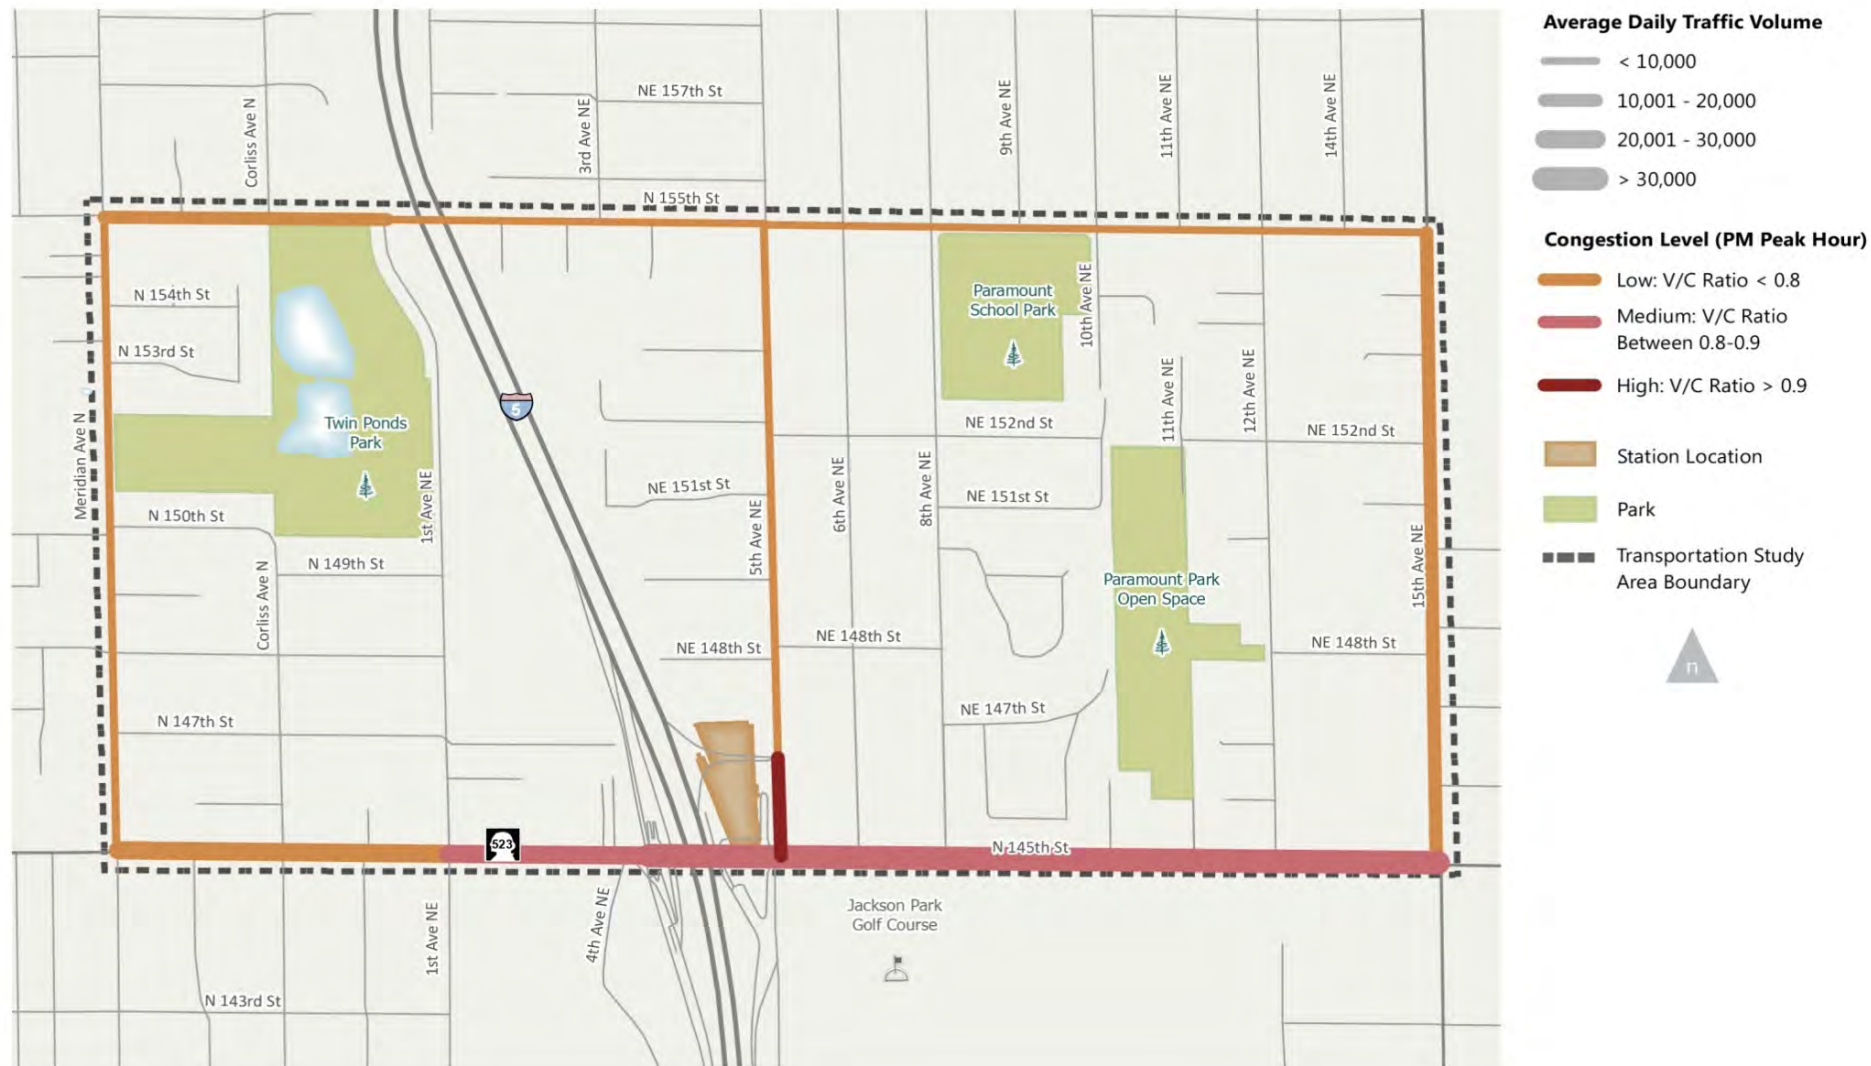 Average Daily Traffic Volume
< 10,000
10,001 - 20,000
20,001 - 30,000
> 30,000
Congestion Level (PM Peak Hour)
Low: V/C Ratio < 0.8
Medium: V/C Ratio
Between 0.8-0.9
High: V/C Ratio > 0.9
Station Location
Park
Transportation Study
Area Boundary
n
NE 157th St
Corliss Ave N
3rd Ave NE
9th Ave NE
11th Ave NE
14th Ave NE
N 155th St
N 154th St
N 153rd St
Paramount
School Park
10th Ave NE
5
Twin Ponds
Park
Meridian Ave N
1st Ave NE
NE 152nd St
11th Ave NE
12th Ave NE
NE 152nd St
N 150th St
NE 151st St
5th Ave NE
6th Ave NE
8th Ave NE
NE 151st St
15th Ave NE
N 149th St
Corliss Ave N
Paramount Park
Open Space
NE 148th St
NE 148th St
NE 148th St
N 147th St
NE 147th St
523
N 145th St
1st Ave NE
4th Ave NE
Jackson Park
Golf Course
N 143rd St